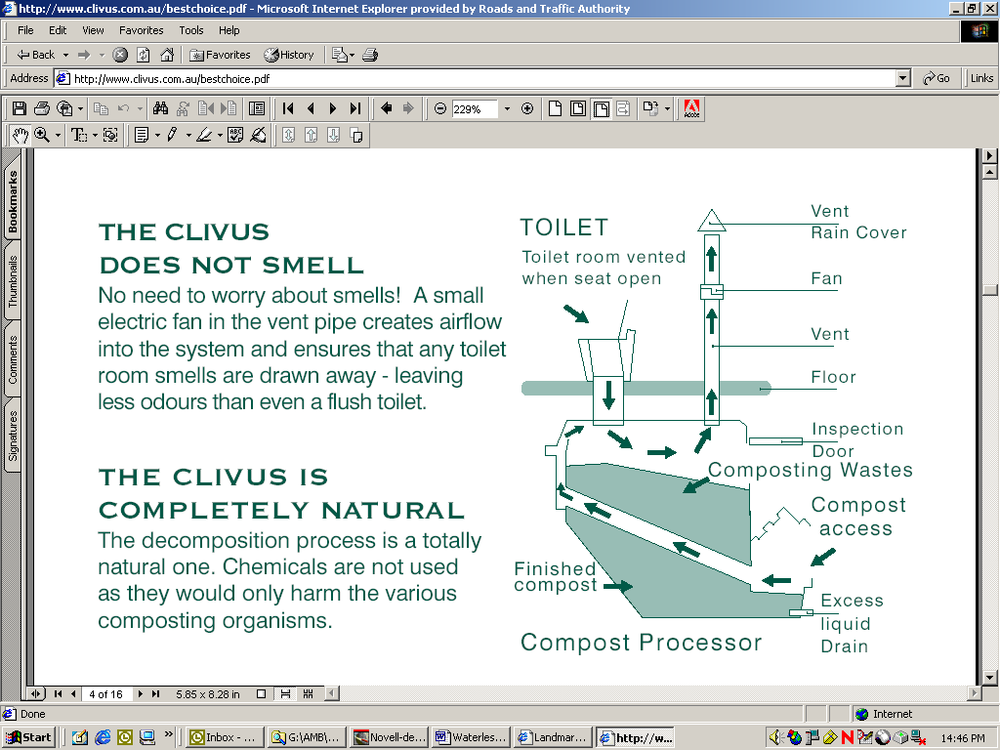 http://www.clivus.com.au/bestchoice.pdf - Microsoft Internet Explorer provided by Roads and Traffic Authority
File Edit View Favorites Tools Help
Back Favorites History
Address http://www.clivus.com.au/bestchoice.pdf Go Links
229% Adobe
Bookmarks
Thumbnails
Comments
Signatures
THE CLIVUS
DOES NOT SMELL
No need to worry about smells! A small
electric fan in the vent pipe creates airflow
into the system and ensures that any toilet
room smells are drawn away - leaving
less odours than even a flush toilet.
THE CLIVUS IS
COMPLETELY NATURAL
The decomposition process is a totally
natural one. Chemicals are not used
as they would only harm the various
composting organisms.
TOILET
Toilet room vented
when seat open
Vent
Rain Cover
Fan
Vent
Floor
Inspection
Door
Composting Wastes
Compost
access
Finished
compost
Excess
liquid
Drain
Compost Processor
4 of 16 5.85 x 8.28 in
Done Internet
Start Inbox - ... G:\AMB\... Novell-de... Waterles... Landmar... http://w... 14:46 PM